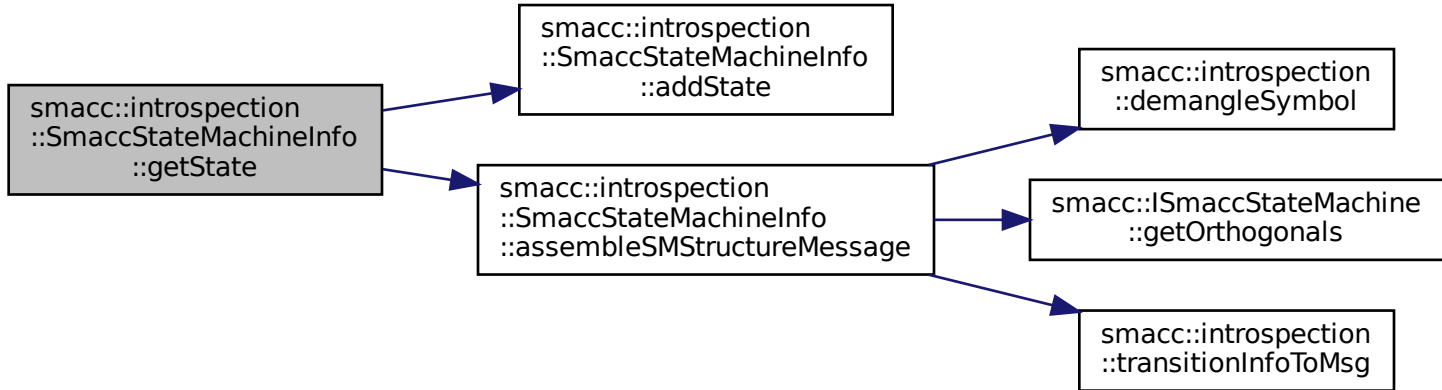 smacc::introspection
::SmaccStateMachineInfo
::getState
smacc::introspection
::SmaccStateMachineInfo
::addState
smacc::introspection
::SmaccStateMachineInfo
::assembleSMStructureMessage
smacc::introspection
::demangleSymbol
smacc::ISmaccStateMachine
::getOrthogonals
smacc::introspection
::transitionInfoToMsg